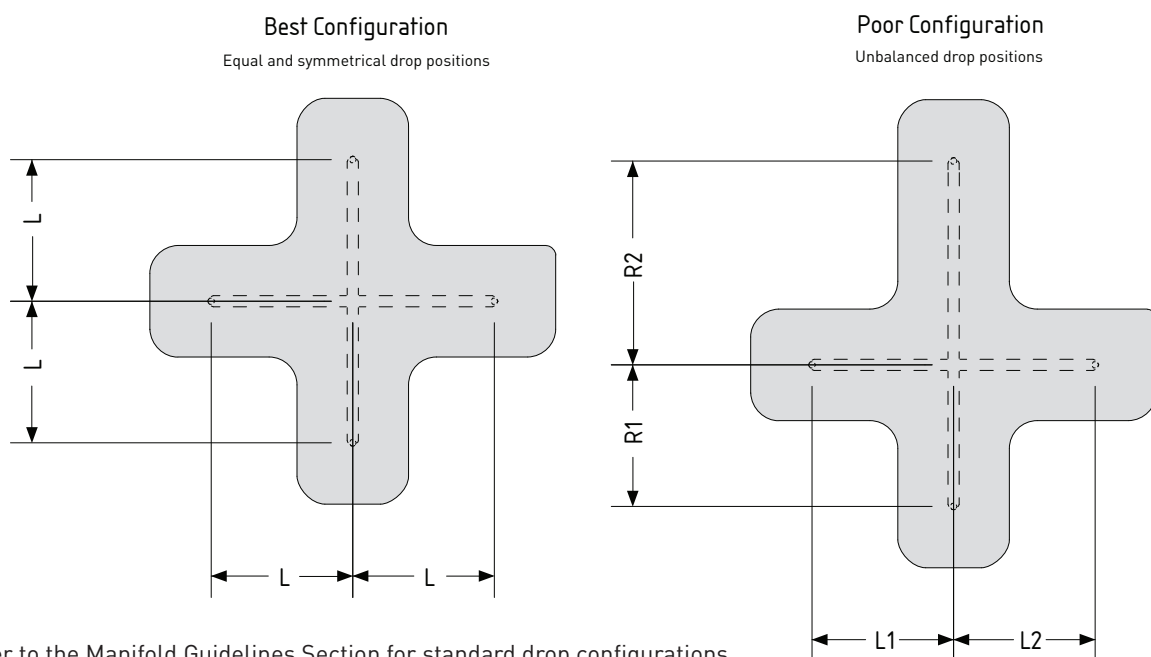 Best Configuration
Equal and symmetrical drop positions
L
L
L
L
Poor Configuration
Unbalanced drop positions
R2
R1
L1
L2
to the Manifold Guidelines Section for standard drop configurations